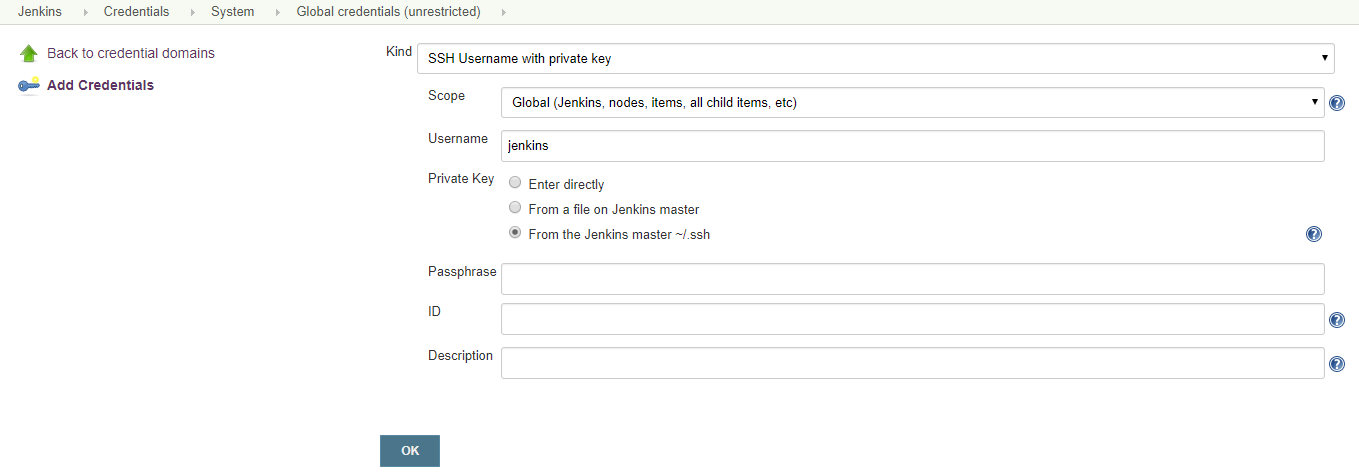 Jenkins Credentials System Global credentials (unrestricted)
Back to credential domains
Add Credentials
Kind SSH Username with private key
Scope Global (Jenkins, nodes, items, all child items, etc)
Username jenkins
Private Key Enter directly
From a file on Jenkins master
From the Jenkins master ~/.ssh
Passphrase
ID
Description
OK